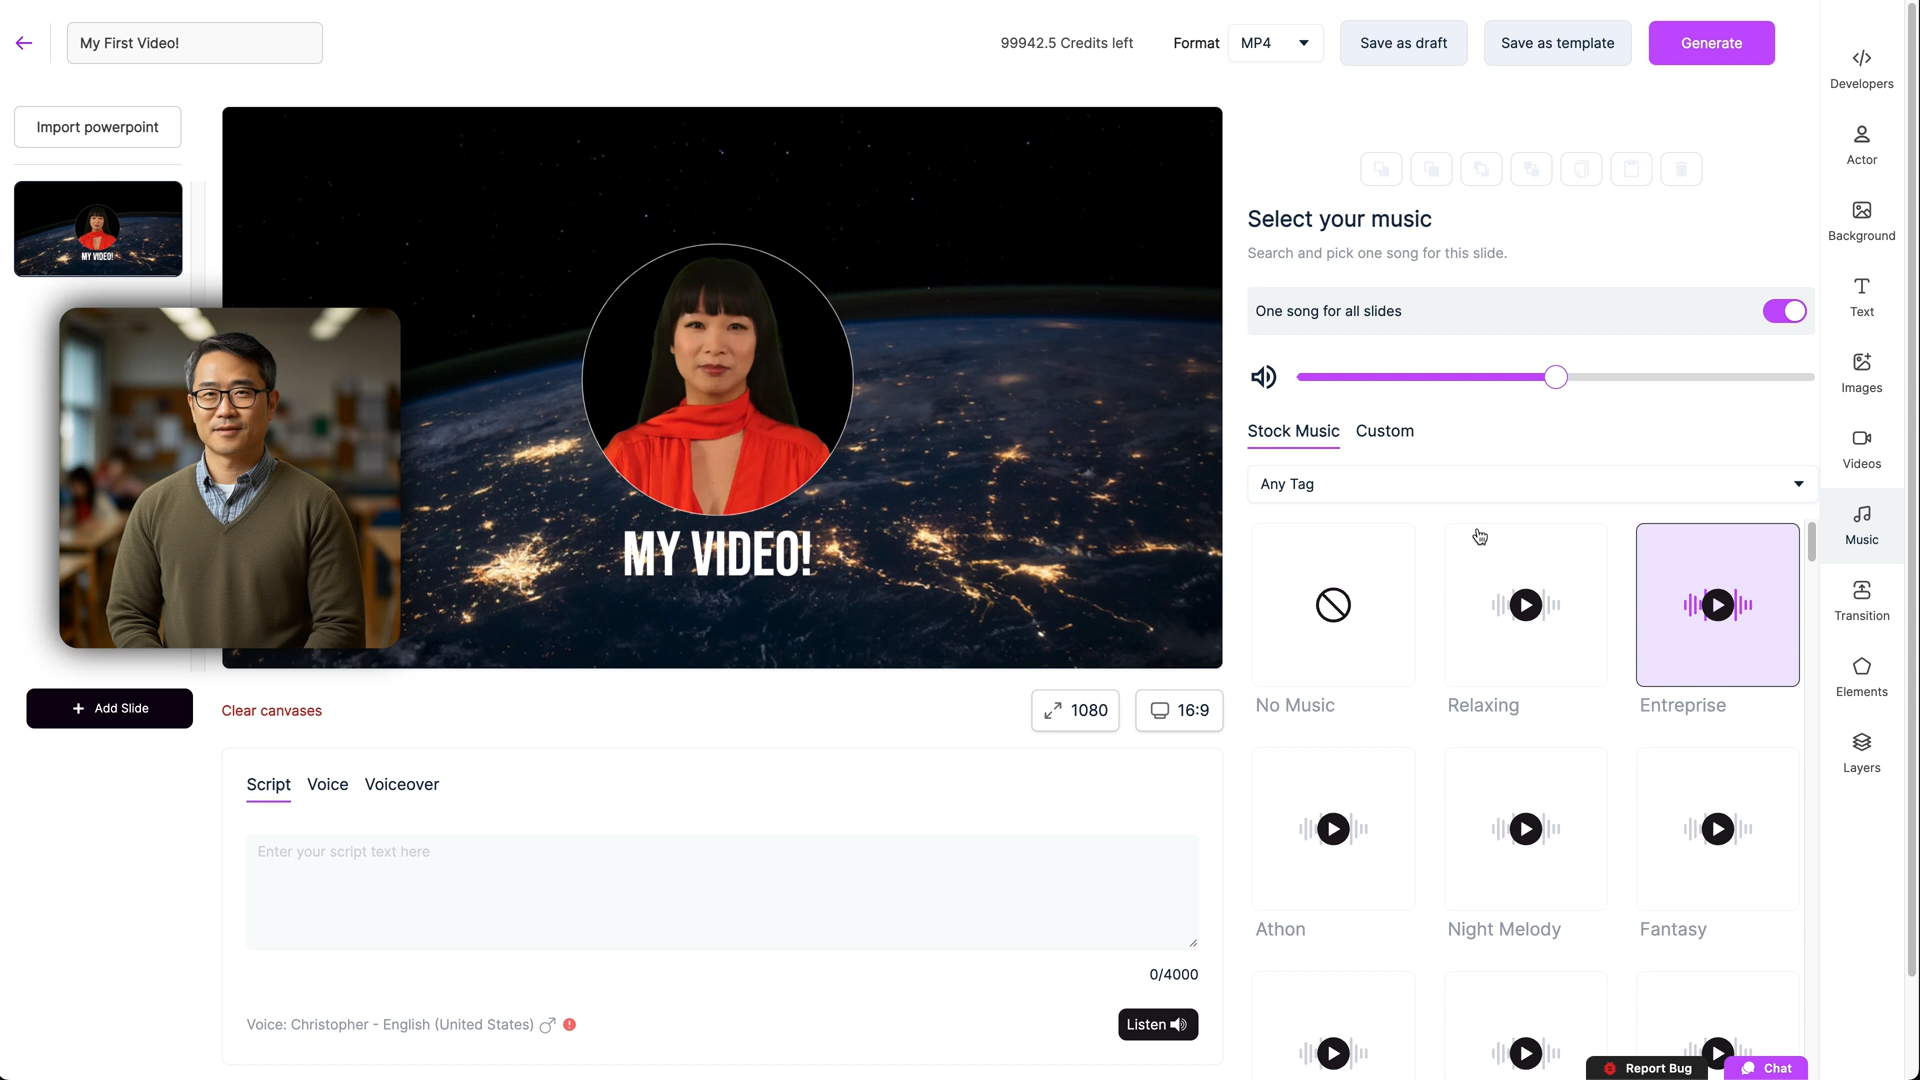 My First Video!
99942.5 Credits left
Format
MP4
Save as draft
Save as template
Generate
Developers
Import powerpoint
Actor
MY VIDEO!
Background
Select your music
Search and pick one song for this slide.
Text
One song for all slides
Images
Stock Music
Custom
Videos
Any Tag
MY VIDEO!
Music
No Music
Relaxing
Entreprise
Transition
Elements
Layers
Add Slide
Clear canvases
1080
16:9
Script
Voice
Voiceover
Enter your script text here
0/4000
Athon
Night Melody
Fantasy
Voice: Christopher - English (United States)
Listen
Report Bug
Chat